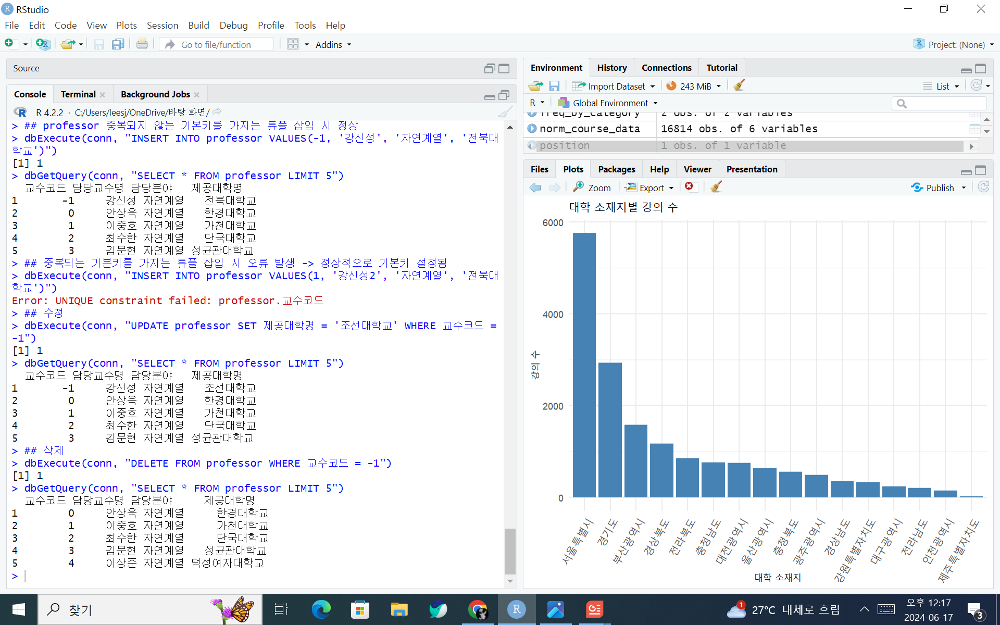 RStudio
File Edit Code View Plots Session Build Debug Profile Tools Help
Go to file/function
Addins
Project: (None)
Source
Console Terminal Background Jobs
R 4.2.2 · C:/Users/leesj/OneDrive/바탕 화면/
> ## professor 중복되지 않는 기본키를 가지는 튜플 삽입 시 정상
> dbExecute(conn, "INSERT INTO professor VALUES(-1, '강신성', '자연계열', '전북대
학교')")
[1] 1
> dbGetQuery(conn, "SELECT * FROM professor LIMIT 5")
교수코드 담당교수명 담당분야 제공대학명
1 -1 강신성 자연계열 전북대학교
2 0 안상욱 자연계열 한경대학교
3 1 이중호 자연계열 가천대학교
4 2 최수한 자연계열 단국대학교
5 3 김문현 자연계열 성균관대학교
> ## 중복되는 기본키를 가지는 튜플 삽입 시 오류 발생 -> 정상적으로 기본키 설정됨
> dbExecute(conn, "INSERT INTO professor VALUES(1, '강신성2', '자연계열', '전북대
학교')")
Error: UNIQUE constraint failed: professor.교수코드
> ## 수정
> dbExecute(conn, "UPDATE professor SET 제공대학명 = '조선대학교' WHERE 교수코드 =
-1")
[1] 1
> dbGetQuery(conn, "SELECT * FROM professor LIMIT 5")
교수코드 담당교수명 담당분야 제공대학명
1 -1 강신성 자연계열 조선대학교
2 0 안상욱 자연계열 한경대학교
3 1 이중호 자연계열 가천대학교
4 2 최수한 자연계열 단국대학교
5 3 김문현 자연계열 성균관대학교
> ## 삭제
> dbExecute(conn, "DELETE FROM professor WHERE 교수코드 = -1")
[1] 1
> dbGetQuery(conn, "SELECT * FROM professor LIMIT 5")
교수코드 담당교수명 담당분야 제공대학명
1 0 안상욱 자연계열 한경대학교
2 1 이중호 자연계열 가천대학교
3 2 최수한 자연계열 단국대학교
4 3 김문현 자연계열 성균관대학교
5 4 이상준 자연계열 덕성여자대학교
>
Environment History Connections Tutorial
Import Dataset 243 MiB List
R Global Environment
freq_by_category 2 obs. of 2 variables
norm_course_data 16814 obs. of 6 variables
position 1 obs. of 1 variable
Files Plots Packages Help Viewer Presentation
Zoom Export Publish
대학 소재지별 강의 수
6000
4000
2000
0
강의 수
서울특별시
경기도
부산광역시
경상북도
전라북도
충청남도
대전광역시
울산광역시
충청북도
광주광역시
경상남도
강원특별자치도
대구광역시
전라남도
인천광역시
제주특별자치도
대학 소재지
찾기
1
27°C 대체로 흐림
오후 12:17
2024-06-17
3